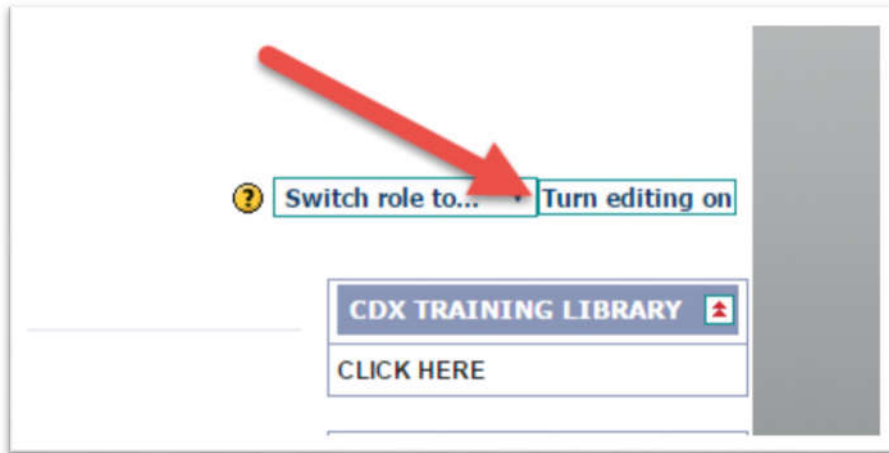 ? Switch role to... Turn editing on
CDX TRAINING LIBRARY
CLICK HERE